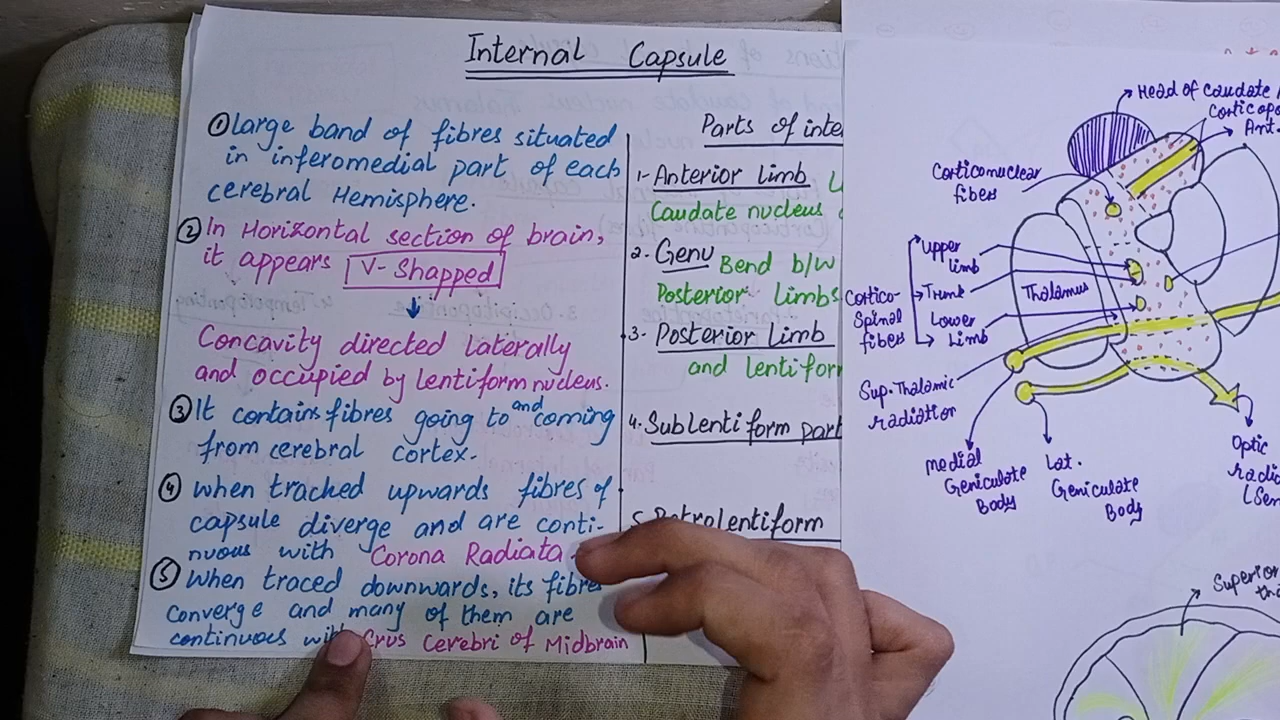 Internal Capsule
① large band of fibres situated
in inferomedial part of each
cerebral Hemisphere.
② In Horizontal section of brain,
it appears V-Shapped
Concavity directed laterally
and occupied by lentiform nucleus.
③ It contains fibres going to and coming
from cerebral cortex.
④ when tracked upwards fibres of
capsule diverge and are conti-
nuous with Corona Radiata
⑤ When traced downwards, its fibres
converge and many of them are
continuous with Crus Cerebri of Midbrain
Parts of inte
1- Anterior limb
Caudate nucleus
2- Genu Bend b/w
Posterior limbs
3- Posterior limb
and lentifor
4. Sublentiform part
5. Retrolentiform
Head of Caudate
Corticopo
Ant.
Corticonuclear
fibers
Upper
limb
Trunk
Lower
Limb
Cortico-
Spinal
fibers
Thalamus
Sup. Thalamic
radiation
Medial
Geniculate
Body
Lat.
Geniculate
Body
Optic
radia
(Sen
Superior
tha